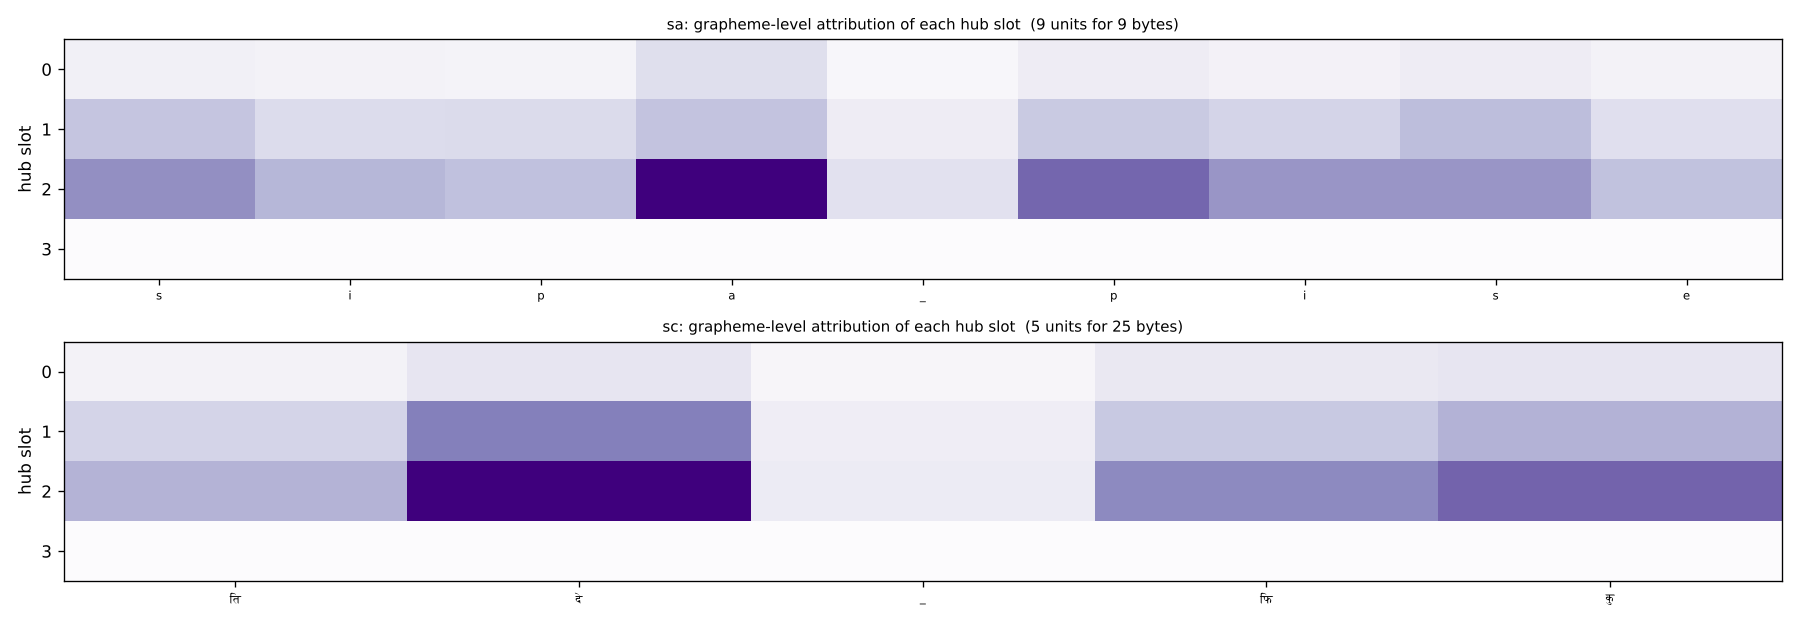 sa: grapheme-level attribution of each hub slot (9 units for 9 bytes)
hub slot
0
1
2
3
s i p a _ p i s e
sc: grapheme-level attribution of each hub slot (5 units for 25 bytes)
hub slot
0
1
2
3
ति दे _ फि कु